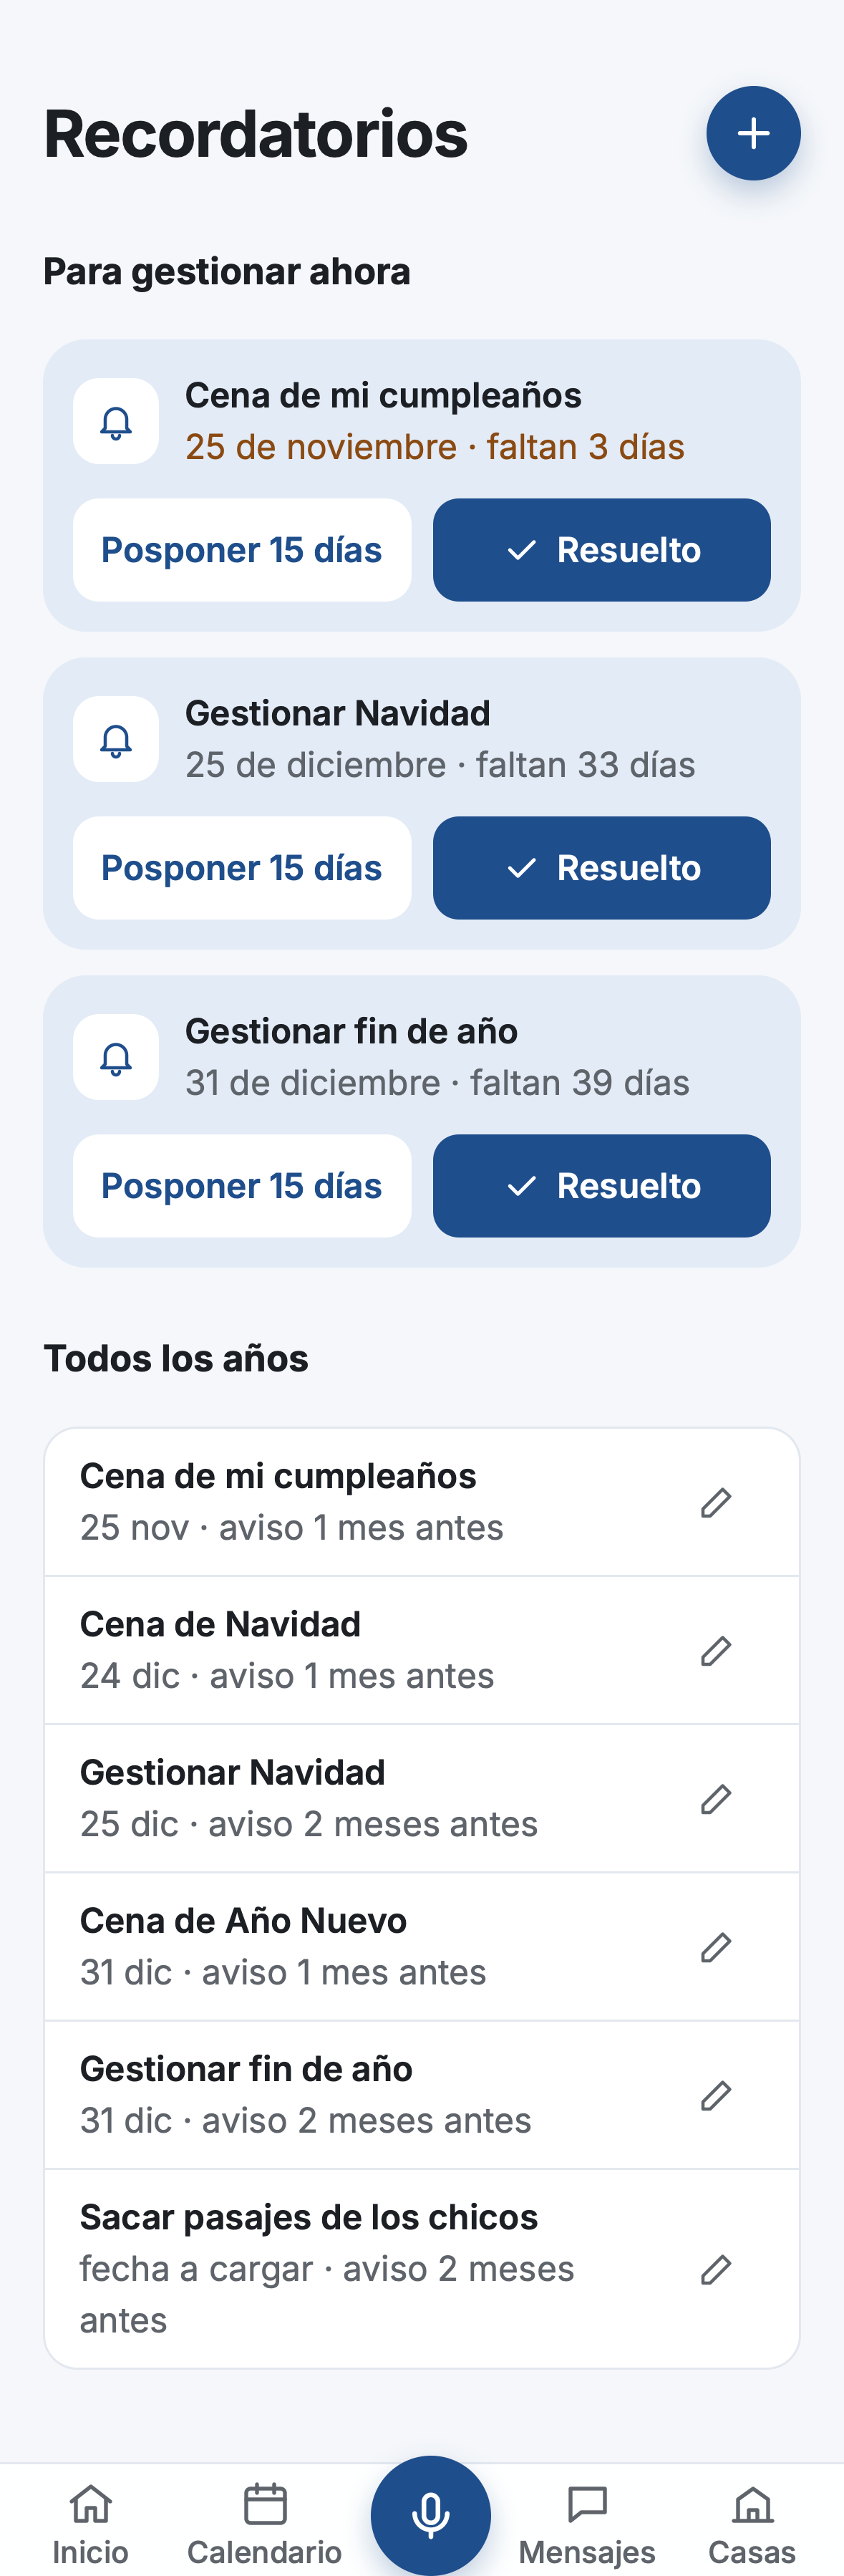 Recordatorios
Para gestionar ahora
Cena de mi cumpleaños
25 de noviembre · faltan 3 días
Posponer 15 días
Resuelto
Gestionar Navidad
25 de diciembre · faltan 33 días
Posponer 15 días
Resuelto
Gestionar fin de año
31 de diciembre · faltan 39 días
Posponer 15 días
Resuelto
Todos los años
Cena de mi cumpleaños
25 nov · aviso 1 mes antes
Cena de Navidad
24 dic · aviso 1 mes antes
Gestionar Navidad
25 dic · aviso 2 meses antes
Cena de Año Nuevo
31 dic · aviso 1 mes antes
Gestionar fin de año
31 dic · aviso 2 meses antes
Sacar pasajes de los chicos
fecha a cargar · aviso 2 meses
antes
Inicio
Calendario
Mensajes
Casas